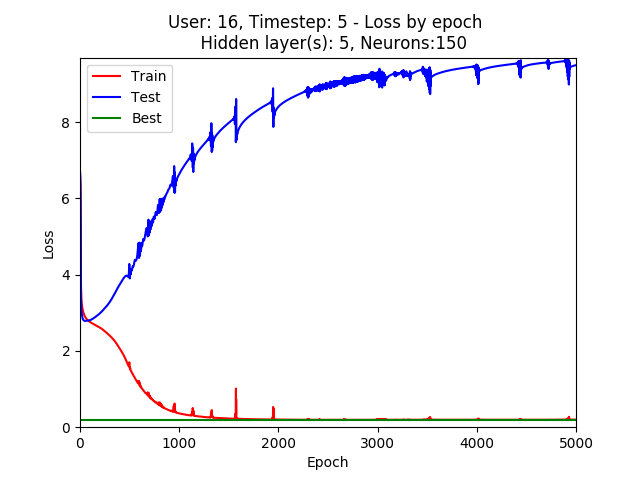 User: 16, Timestep: 5 - Loss by epoch
Hidden layer(s): 5, Neurons:150
Train
Test
Best
Loss
8
6
4
2
0
0 1000 2000 3000 4000 5000
Epoch